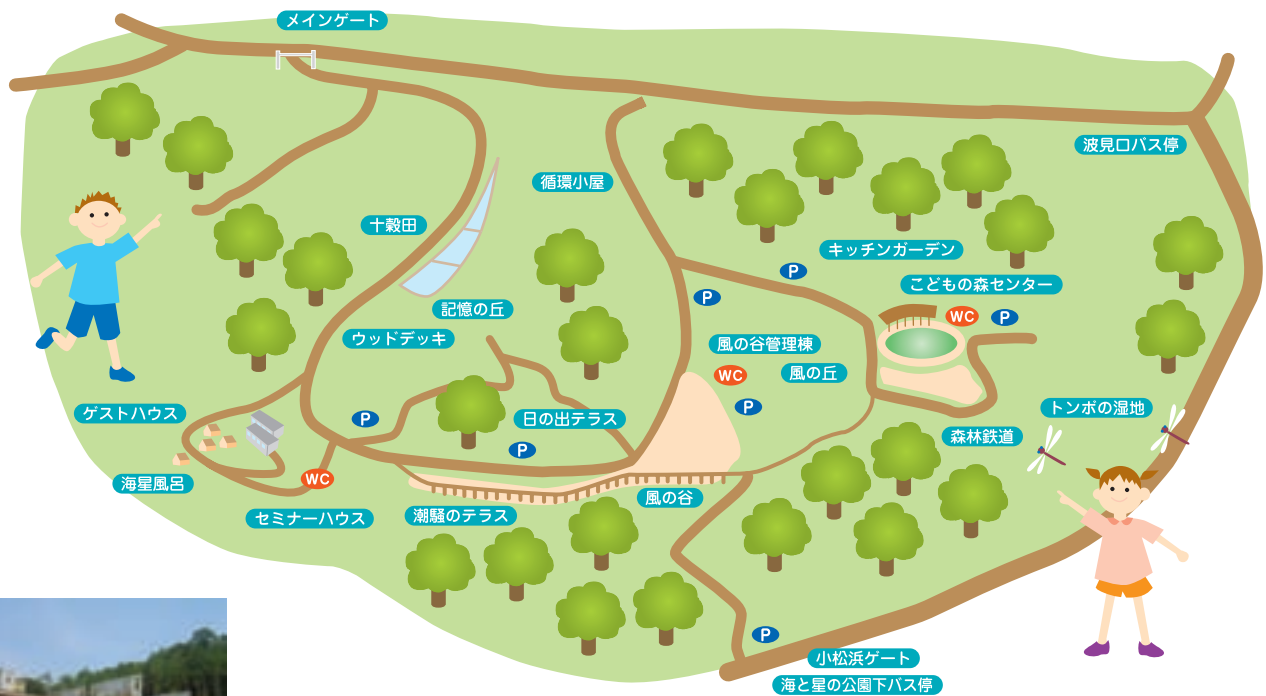 メインゲート
波見口バス停
循環小屋
十穀田
キッチンガーデン
P
こどもの森センター
P
記憶の丘
WC
P
ウッドデッキ
風の谷管理棟
風の丘
WC
P
ゲストハウス
P
日の出テラス
トンボの湿地
森林鉄道
P
海星風呂
WC
風の谷
セミナーハウス
潮騒のテラス
P
小松浜ゲート
海と星の公園下バス停